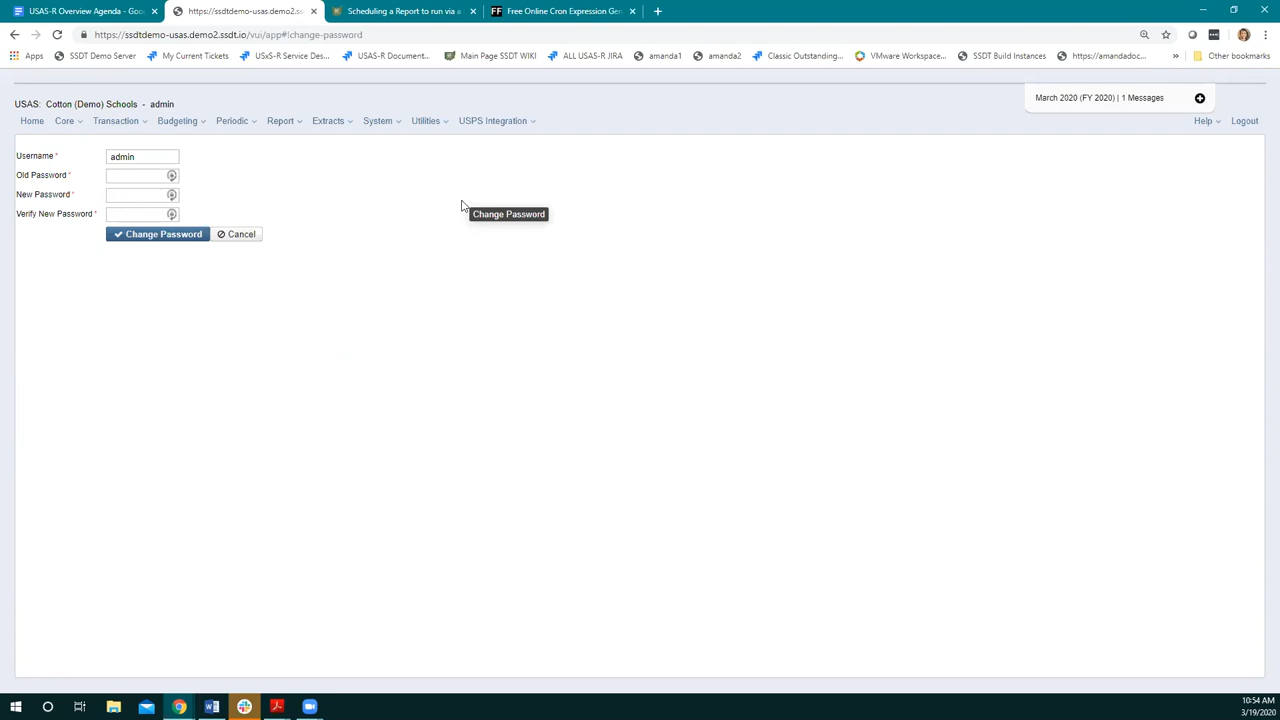 USAS-R Overview Agenda - Goo
https://ssdtdemo-usas.demo2.ss
Scheduling a Report to run via a
FF Free Online Cron Expression Gen
https://ssdtdemo-usas.demo2.ssdt.io/vui/app#!change-password
Apps SSDT Demo Server My Current Tickets USxS-R Service Des... USAS-R Document... Main Page SSDT WIKI ALL USAS-R JIRA amanda1 amanda2 Classic Outstanding... VMware Workspace... SSDT Build Instances https://amandadoc... » Other bookmarks
March 2020 (FY 2020) | 1 Messages
USAS: Cotton (Demo) Schools - admin
Home Core Transaction Budgeting Periodic Report Extracts System Utilities USPS Integration Help Logout
Username* admin
Old Password*
New Password*
Verify New Password*
Change Password Cancel
Change Password
10:54 AM
3/19/2020